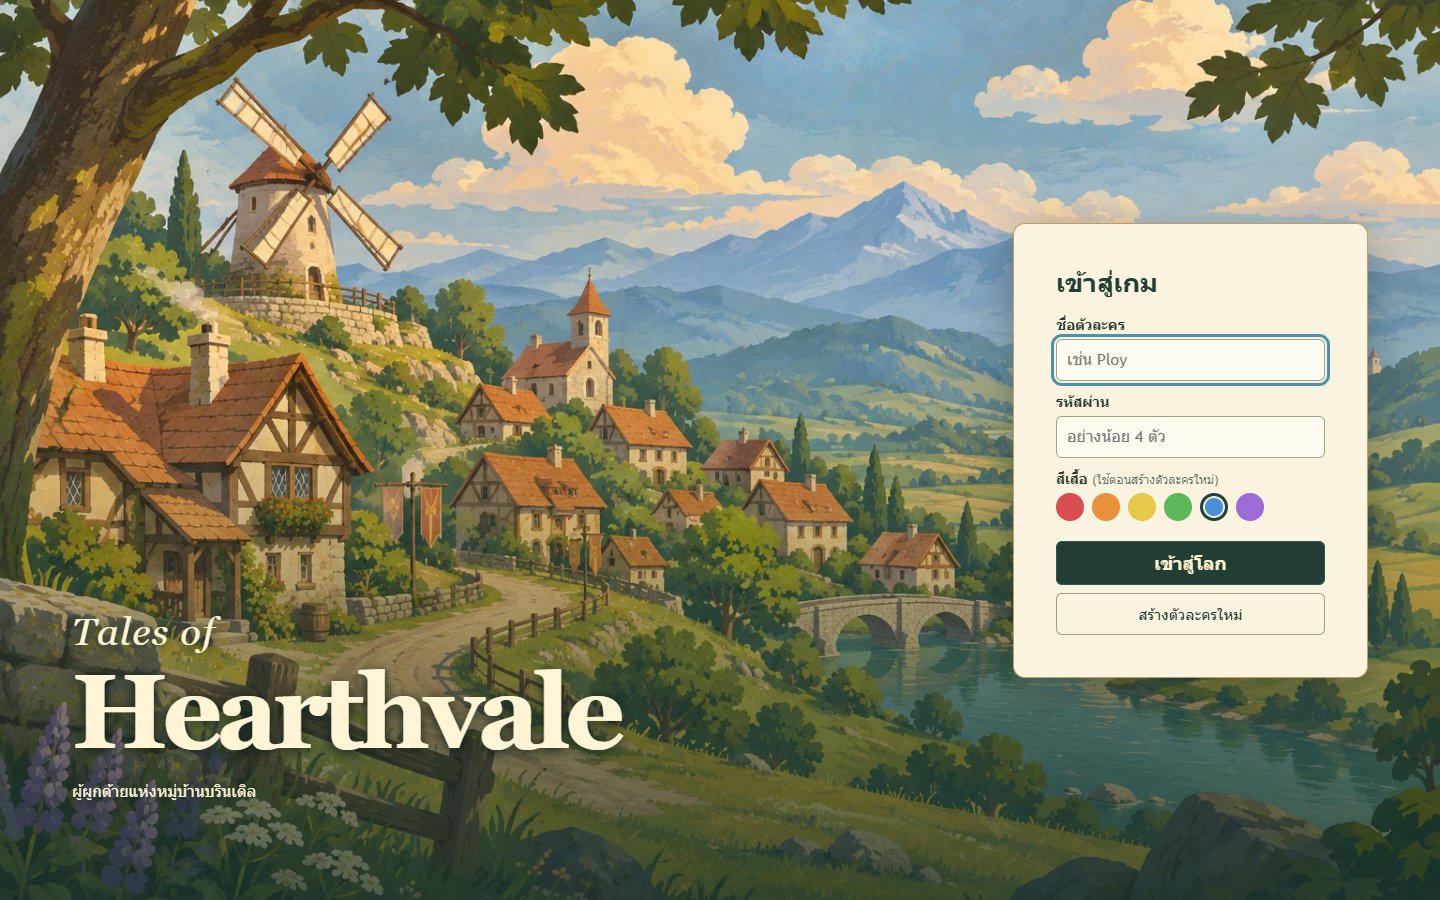 Tales of
Hearthvale
ผู้ผูกด้ายแห่งหมู่บ้านบรินเดิล
เข้าสู่เกม
ชื่อตัวละคร
เช่น Ploy
รหัสผ่าน
อย่างน้อย 4 ตัว
สีเสื้อ (ใช้ตอนสร้างตัวละครใหม่)
เข้าสู่โลก
สร้างตัวละครใหม่